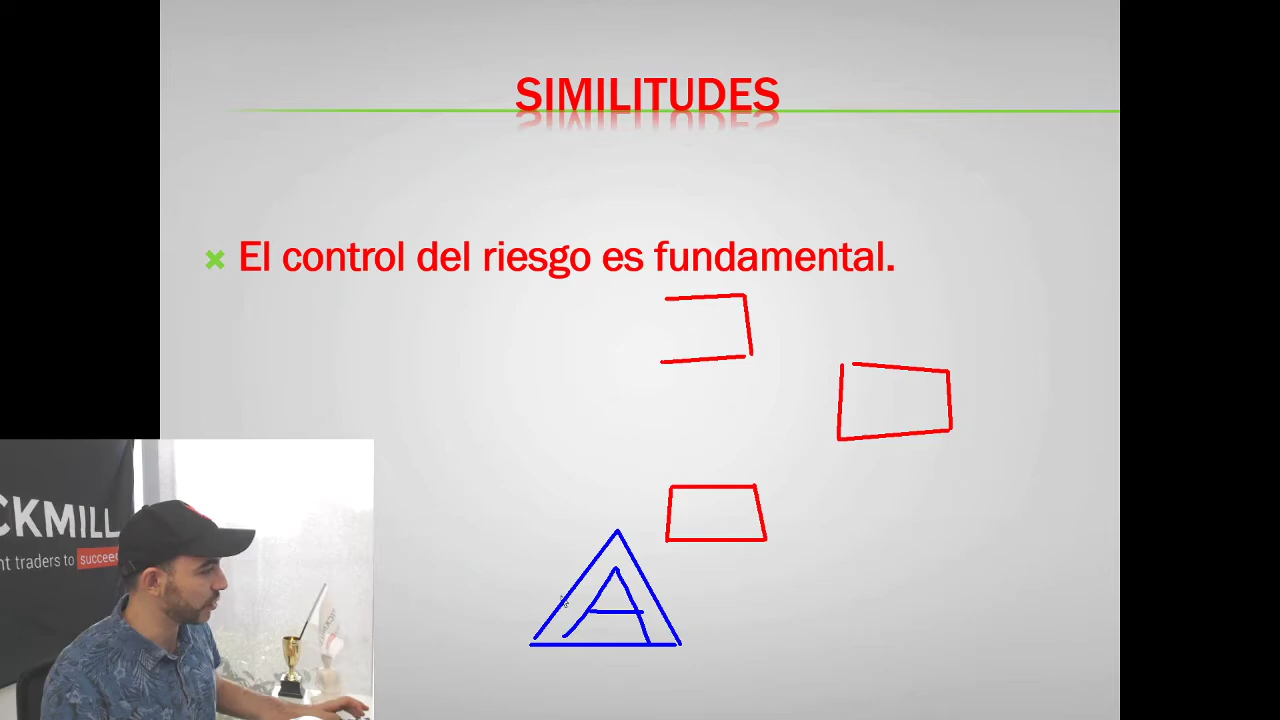 SIMILITUDES
El control del riesgo es fundamental.
CKMILL
nt traders to succeed
A